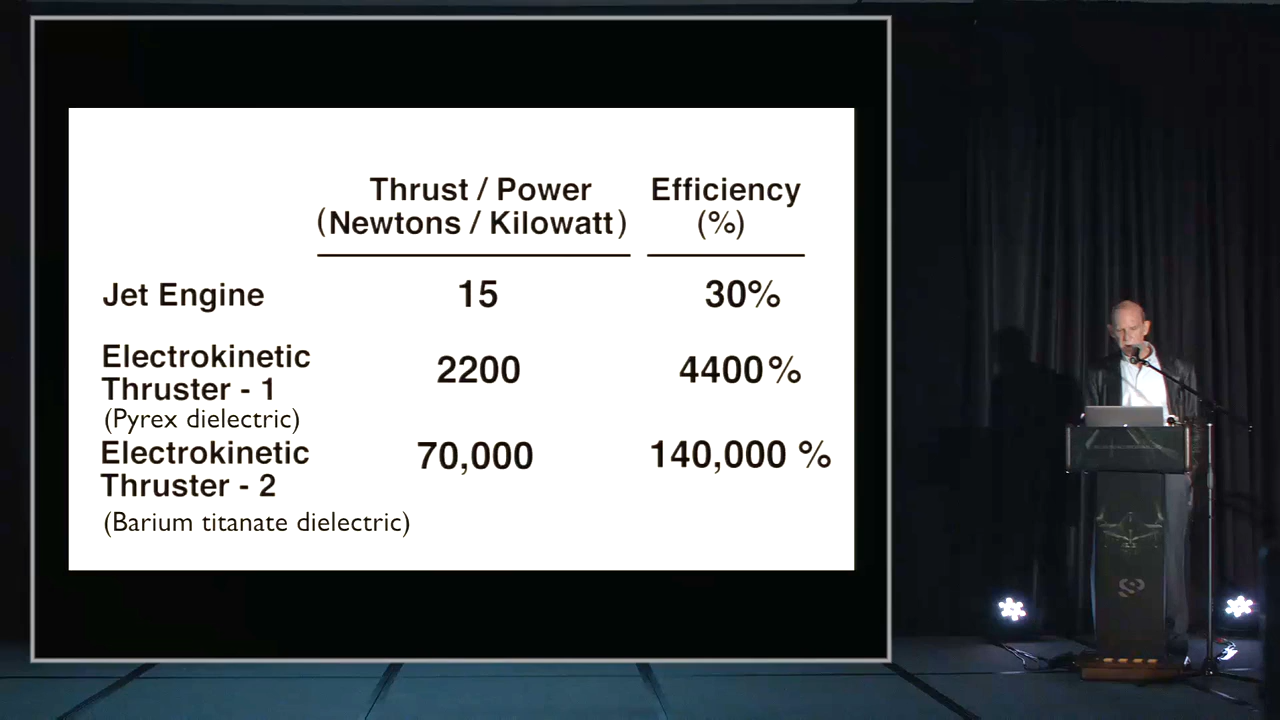 Thrust / Power Efficiency
(Newtons / Kilowatt) (%)
Jet Engine 15 30%
Electrokinetic
Thruster - 1 2200 4400%
(Pyrex dielectric)
Electrokinetic
Thruster - 2 70,000 140,000 %
(Barium titanate dielectric)